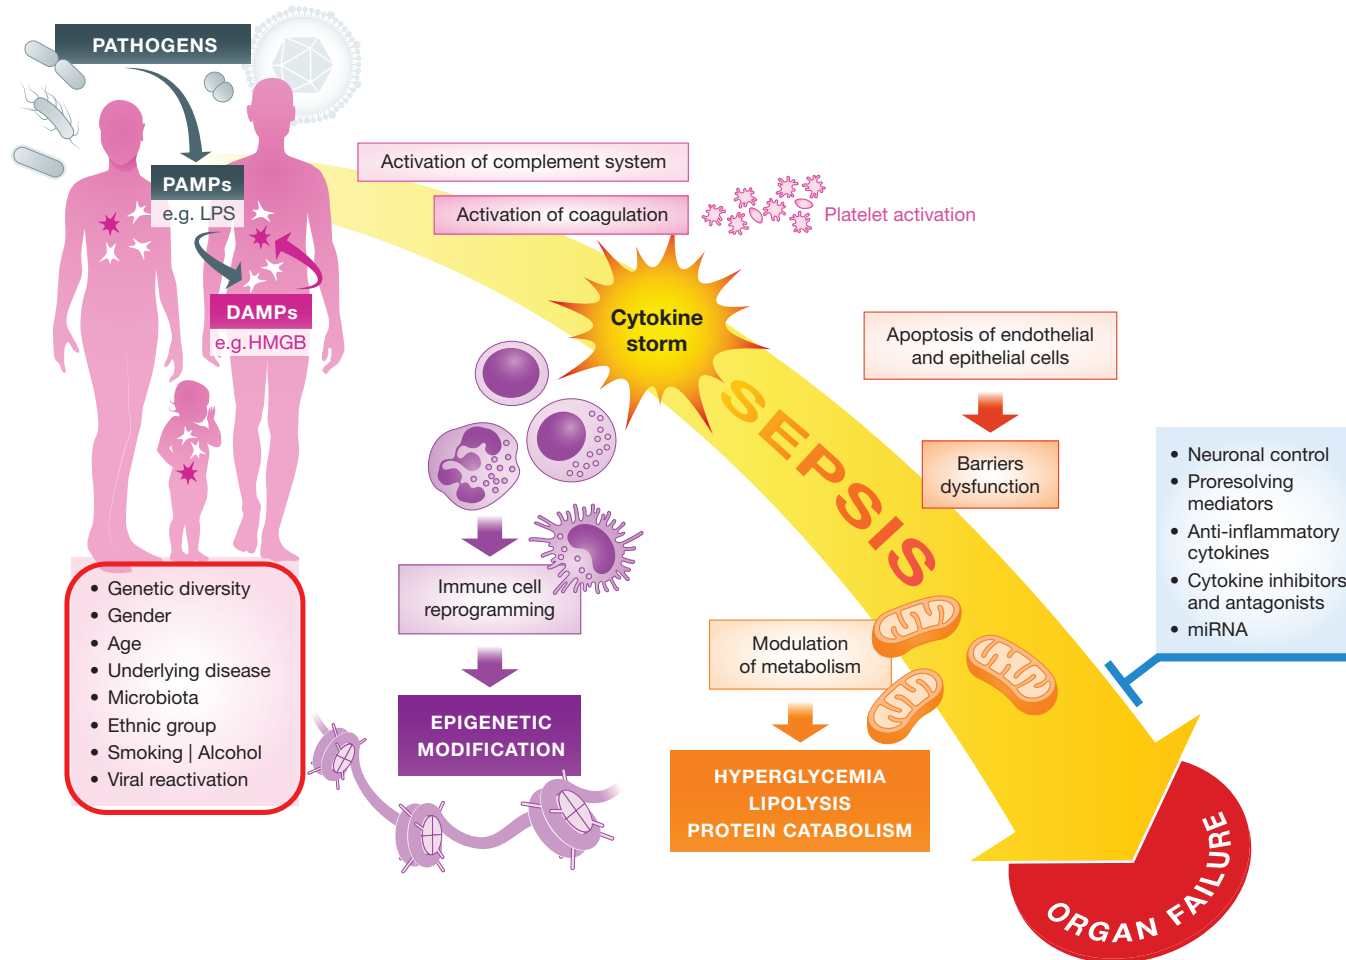 PATHOGENS
PAMPs
e.g. LPS
DAMPs
e.g.HMGB
Activation of complement system
Activation of coagulation
Platelet activation
Cytokine
storm
SEPSIS
Apoptosis of endothelial
and epithelial cells
Barriers
dysfunction
• Neuronal control
• Proresolving
mediators
• Anti-inflammatory
cytokines
• Cytokine inhibitors
and antagonists
• miRNA
• Genetic diversity
• Gender
• Age
• Underlying disease
• Microbiota
• Ethnic group
• Smoking | Alcohol
• Viral reactivation
Immune cell
reprogramming
EPIGENETIC
MODIFICATION
Modulation
of metabolism
HYPERGLYCEMIA
LIPOLYSIS
PROTEIN CATABOLISM
ORGAN FAILURE